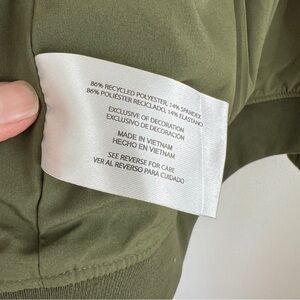 86% RECYCLED POLYESTER, 14% SPANDEX
86% POLIÉSTER RECICLADO, 14% ELASTANO
EXCLUSIVE OF DECORATION
EXCLUSIVO DE DECORACIÓN
MADE IN VIETNAM
HECHO EN VIETNAM
SEE REVERSE FOR CARE
VER AL REVERSO PARA CUIDADO